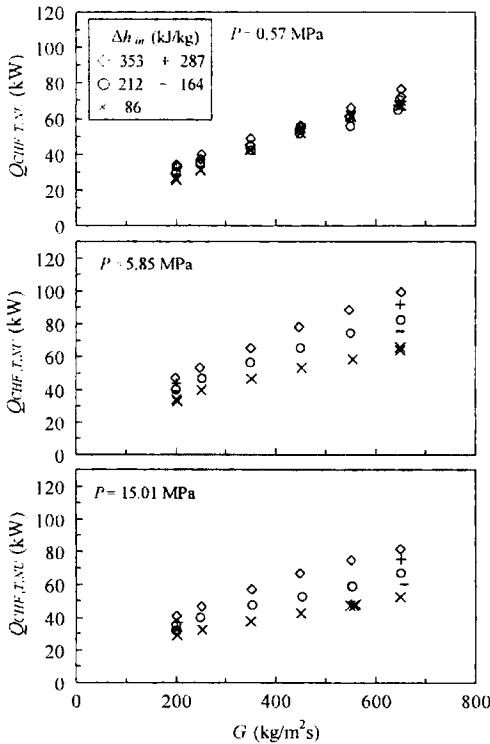 120
100
80
60
40
20
0
Q_CHF,T,NU (kW)
Δh_in (kJ/kg)
◇ 353 + 287
○ 212 - 164
× 86
P = 0.57 MPa
120
100
80
60
40
20
0
Q_CHF,T,NU (kW)
P = 5.85 MPa
120
100
80
60
40
20
0
Q_CHF,T,NU (kW)
P = 15.01 MPa
0 200 400 600 800
G (kg/m²s)